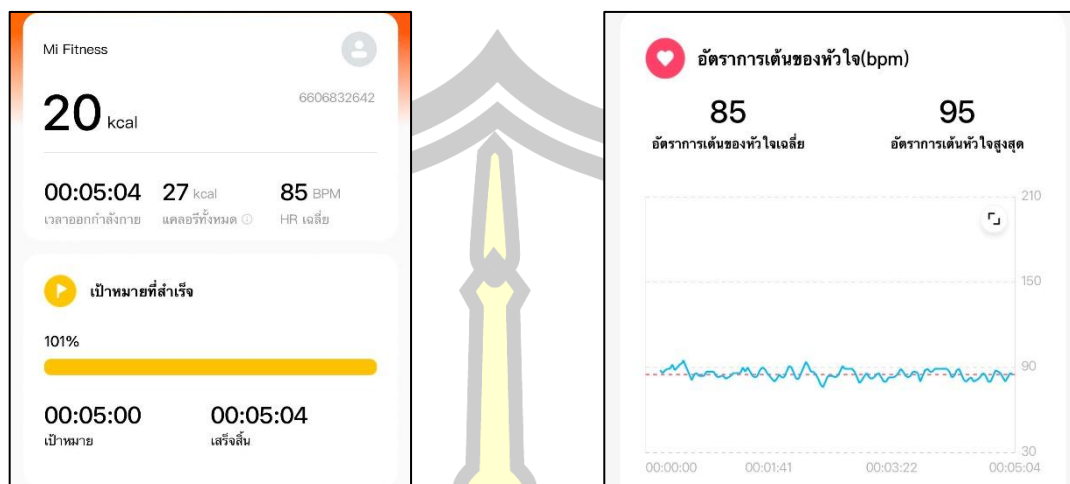 Mi Fitness
6606832642
20 kcal
00:05:04 27 kcal 85 BPM
เวลาออกกำลังกาย แคลอรีทั้งหมด HR เฉลี่ย
เป้าหมายที่สำเร็จ
101%
00:05:00 00:05:04
เป้าหมาย เสร็จสิ้น
อัตราการเต้นของหัวใจ(bpm)
85 95
อัตราการเต้นของหัวใจเฉลี่ย อัตราการเต้นหัวใจสูงสุด
210
150
90
30
00:00:00 00:01:41 00:03:22 00:05:04